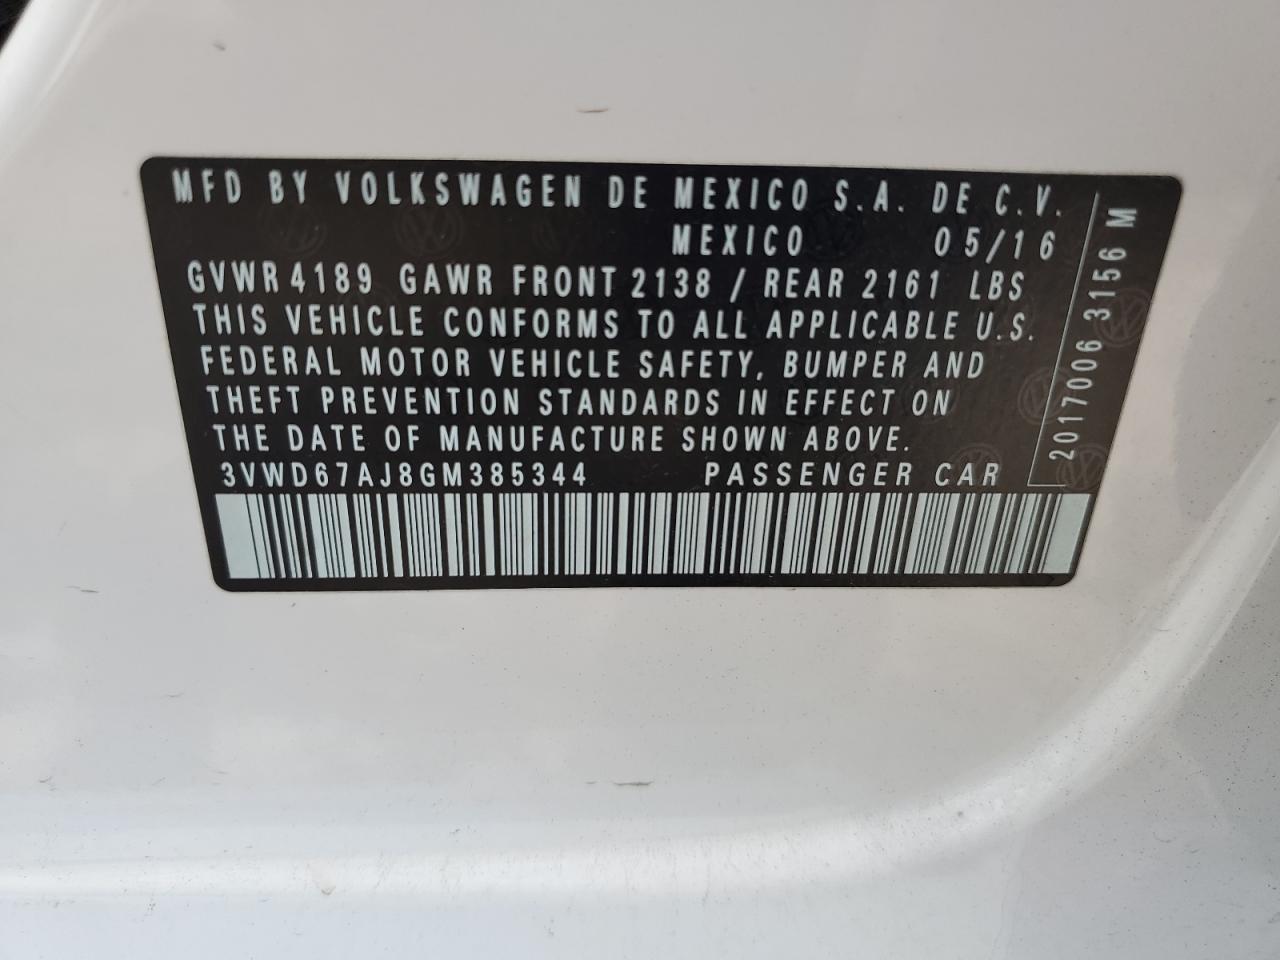 MFD BY VOLKSWAGEN DE MEXICO S.A. DE C.V.
MEXICO 05/16
GVWR 4189 GAWR FRONT 2138 / REAR 2161 LBS
THIS VEHICLE CONFORMS TO ALL APPLICABLE U.S.
FEDERAL MOTOR VEHICLE SAFETY, BUMPER AND
THEFT PREVENTION STANDARDS IN EFFECT ON
THE DATE OF MANUFACTURE SHOWN ABOVE.
3VWD67AJ8GM385344 PASSENGER CAR
2017006 3156 M